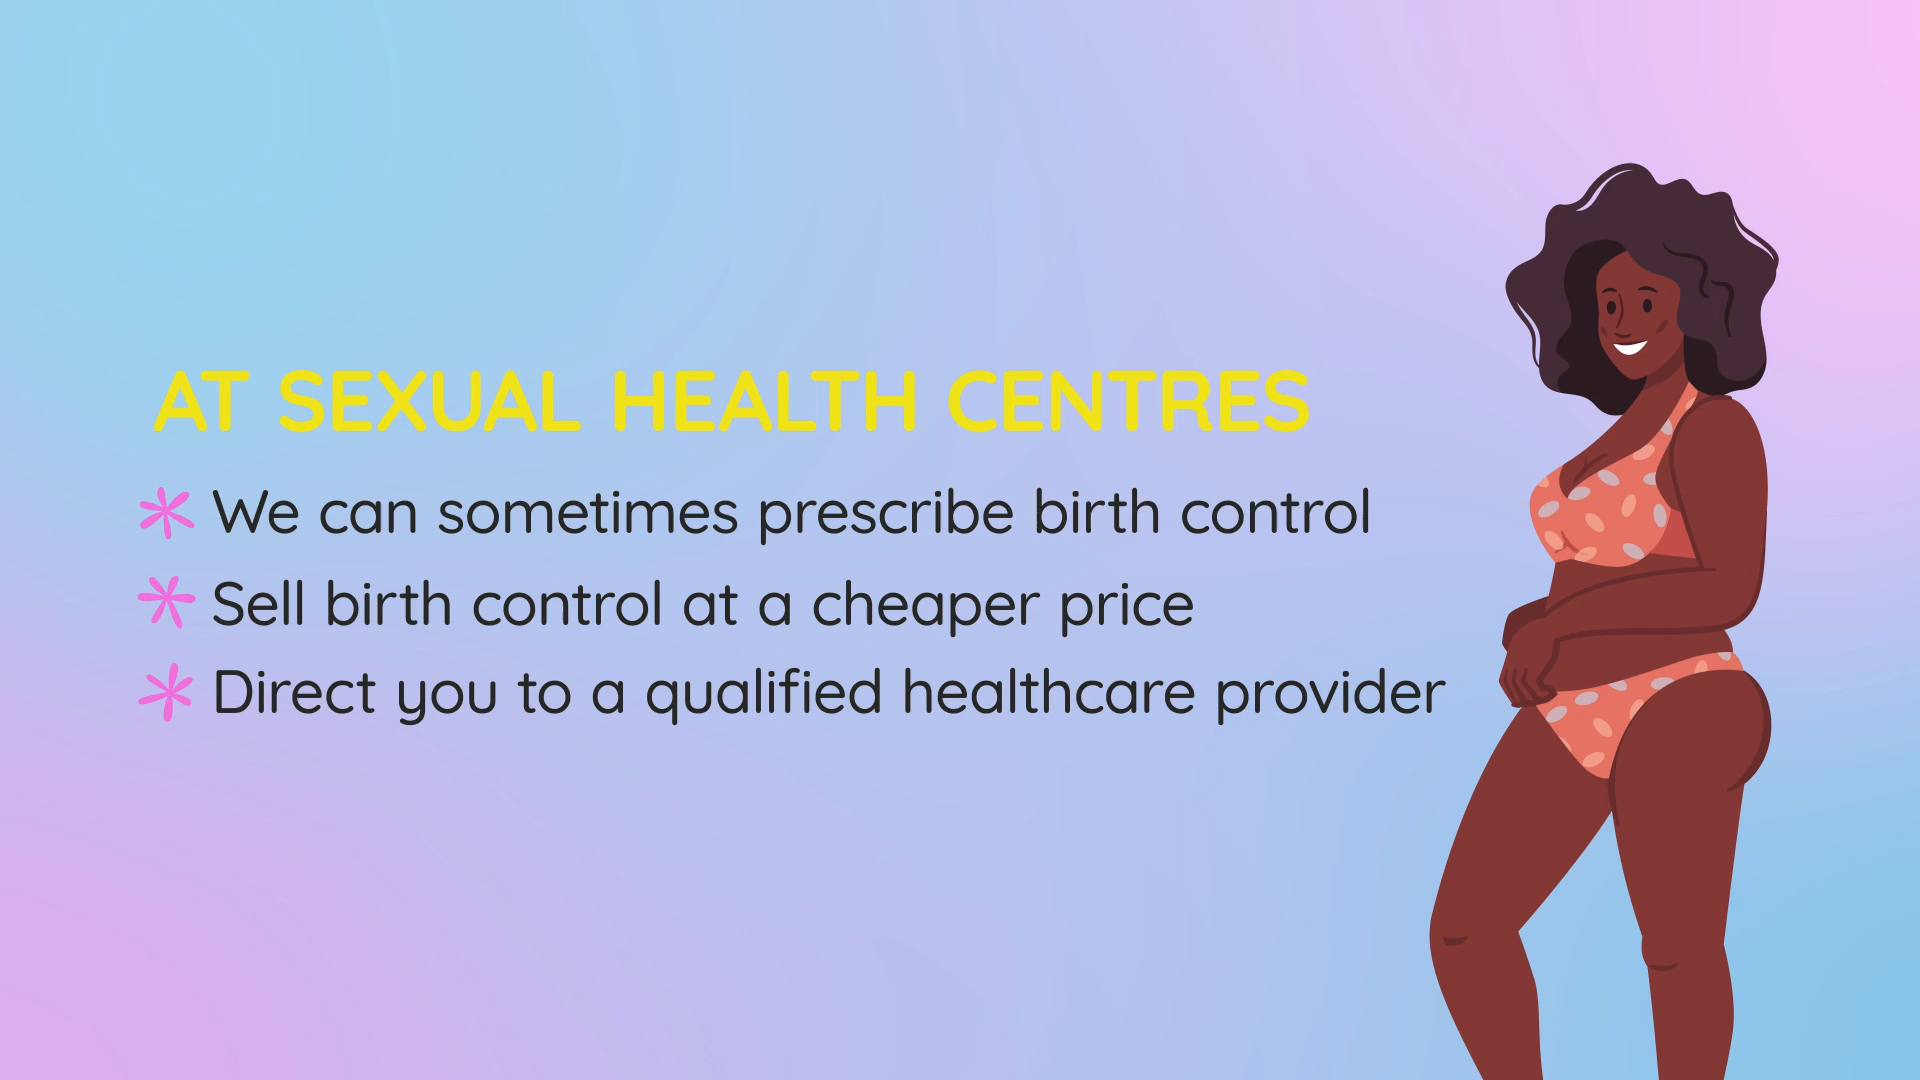 AT SEXUAL HEALTH CENTRES
We can sometimes prescribe birth control
Sell birth control at a cheaper price
Direct you to a qualified healthcare provider